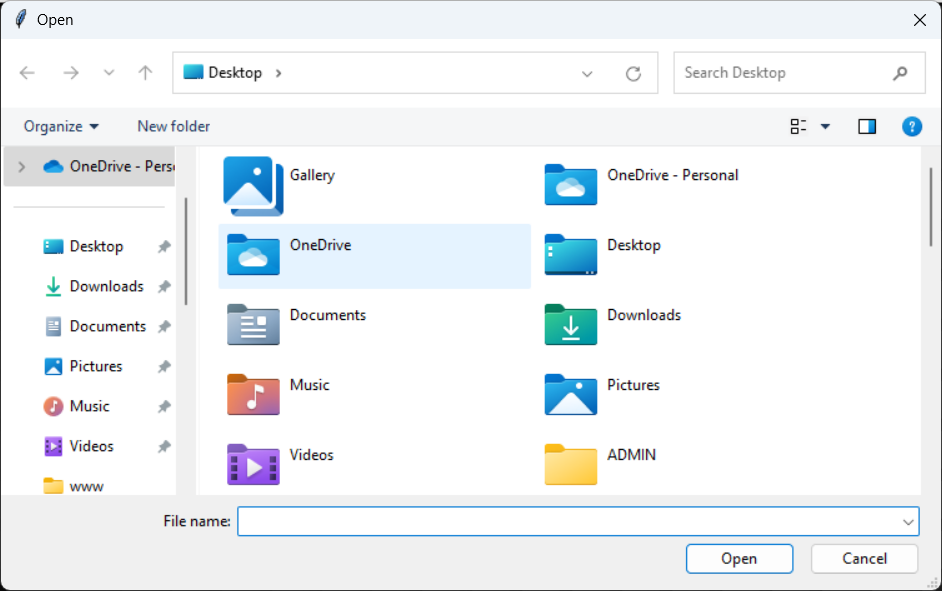 Open
Desktop
Search Desktop
Organize
New folder
?
OneDrive - Pers
Desktop
Downloads
Documents
Pictures
Music
Videos
www
Gallery
OneDrive - Personal
OneDrive
Desktop
Documents
Downloads
Music
Pictures
Videos
ADMIN
File name:
Open
Cancel